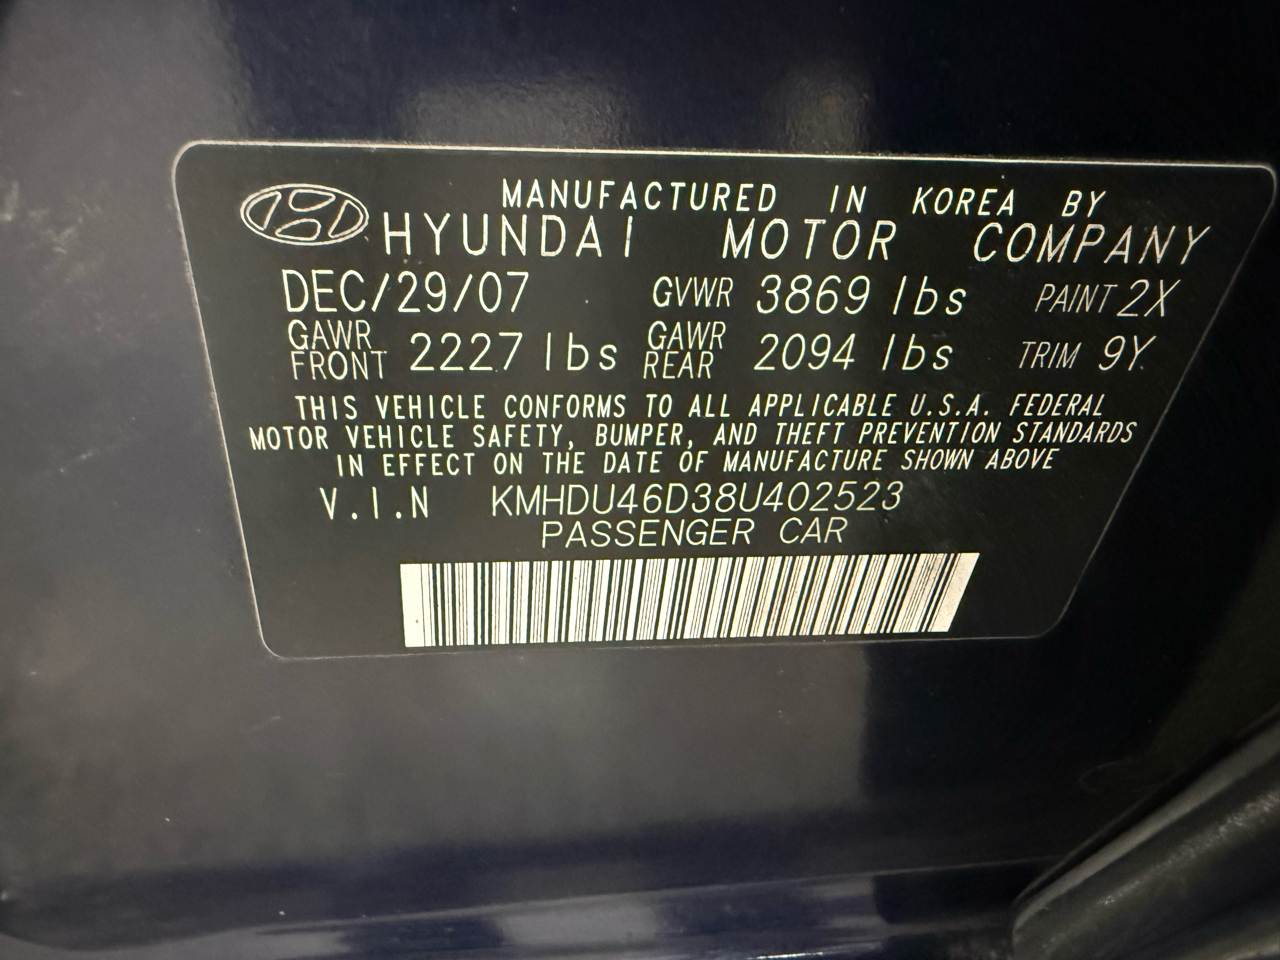 MANUFACTURED IN KOREA BY
HYUNDAI MOTOR COMPANY
DEC/29/07 GVWR 3869 lbs PAINT 2X
GAWR FRONT 2227 lbs GAWR REAR 2094 lbs TRIM 9Y
THIS VEHICLE CONFORMS TO ALL APPLICABLE U.S.A. FEDERAL
MOTOR VEHICLE SAFETY, BUMPER, AND THEFT PREVENTION STANDARDS
IN EFFECT ON THE DATE OF MANUFACTURE SHOWN ABOVE
V.I.N KMHDU46D38U402523
PASSENGER CAR